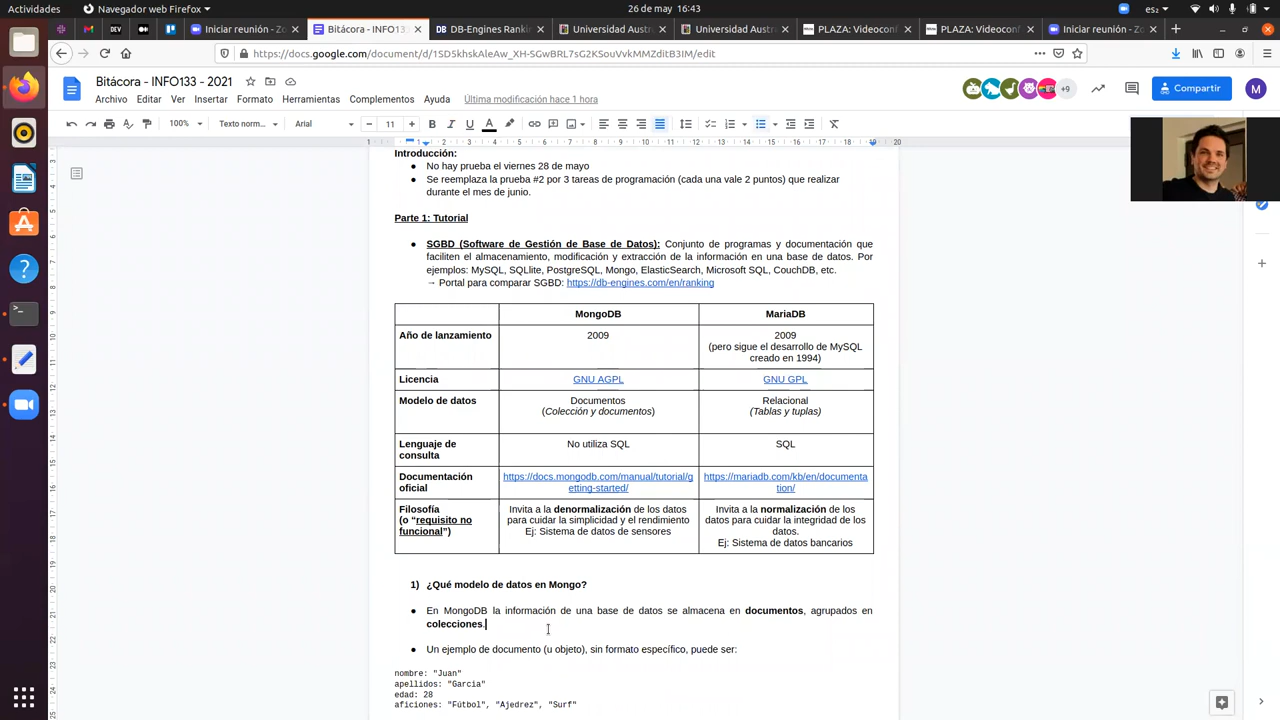 Actividades
Navegador web Firefox
26 de may 16:43
es2
Iniciar reunión - Zo
Bitácora - INFO133
DB-Engines Rankin
Universidad Austra
Universidad Austra
PLAZA: Videoconf
PLAZA: Videoconf
Iniciar reunión - Zo
https://docs.google.com/document/d/1SD5khskAleAw_XH-SGwBRL7sG2KSouVvkMMZditB3IM/edit
Bitácora - INFO133 - 2021
Archivo Editar Ver Insertar Formato Herramientas Complementos Ayuda Última modificación hace 1 hora
+9
Compartir
M
100% Texto norm... Arial 11
Introducción:
● No hay prueba el viernes 28 de mayo
● Se reemplaza la prueba #2 por 3 tareas de programación (cada una vale 2 puntos) que realizar
durante el mes de junio.
Parte 1: Tutorial
● SGBD (Software de Gestión de Base de Datos): Conjunto de programas y documentación que
faciliten el almacenamiento, modificación y extracción de la información en una base de datos. Por
ejemplos: MySQL, SQLlite, PostgreSQL, Mongo, ElasticSearch, Microsoft SQL, CouchDB, etc.
→ Portal para comparar SGBD: https://db-engines.com/en/ranking
MongoDB
MariaDB
Año de lanzamiento
2009
2009
(pero sigue el desarrollo de MySQL
creado en 1994)
Licencia
GNU AGPL
GNU GPL
Modelo de datos
Documentos
(Colección y documentos)
Relacional
(Tablas y tuplas)
Lenguaje de
consulta
No utiliza SQL
SQL
Documentación
oficial
https://docs.mongodb.com/manual/tutorial/g
etting-started/
https://mariadb.com/kb/en/documenta
tion/
Filosofía
(o “requisito no
funcional”)
Invita a la denormalización de los datos
para cuidar la simplicidad y el rendimiento
Ej: Sistema de datos de sensores
Invita a la normalización de los
datos para cuidar la integridad de los
datos.
Ej: Sistema de datos bancarios
1) ¿Qué modelo de datos en Mongo?
● En MongoDB la información de una base de datos se almacena en documentos, agrupados en
colecciones.
● Un ejemplo de documento (u objeto), sin formato específico, puede ser:
nombre: "Juan"
apellidos: "Garcia"
edad: 28
aficiones: "Fútbol", "Ajedrez", "Surf"